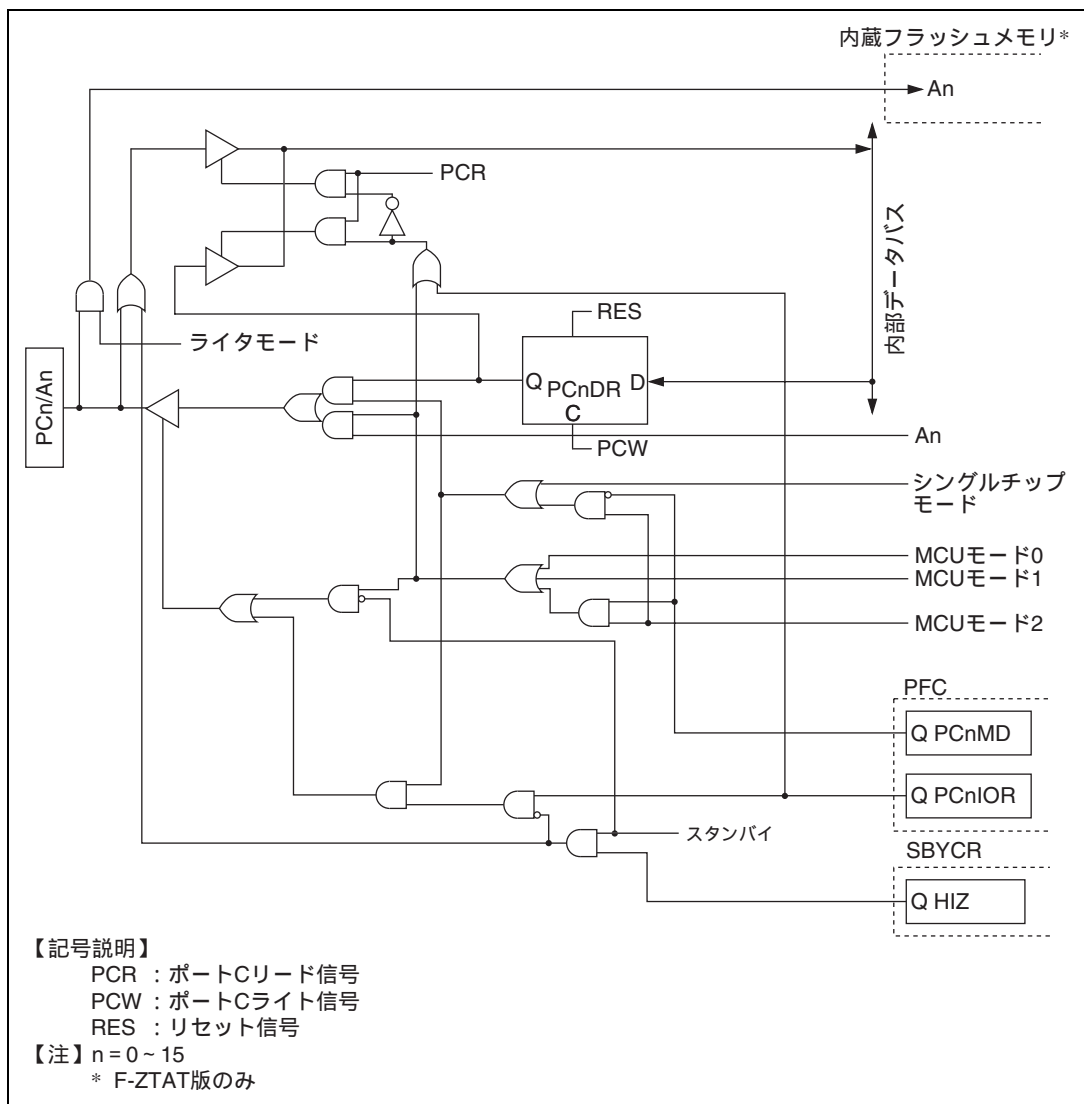 内蔵フラッシュメモリ*
An
PCR
内部データバス
RES
ライタモード
Q PCnDR D
C
PCn/An
PCW
An
シングルチップ
モード
MCUモード0
MCUモード1
MCUモード2
PFC
Q PCnMD
Q PCnIOR
スタンバイ
SBYCR
Q HIZ
【記号説明】
PCR :ポートCリード信号
PCW :ポートCライト信号
RES :リセット信号
【注】n = 0 ~ 15
* F-ZTAT版のみ